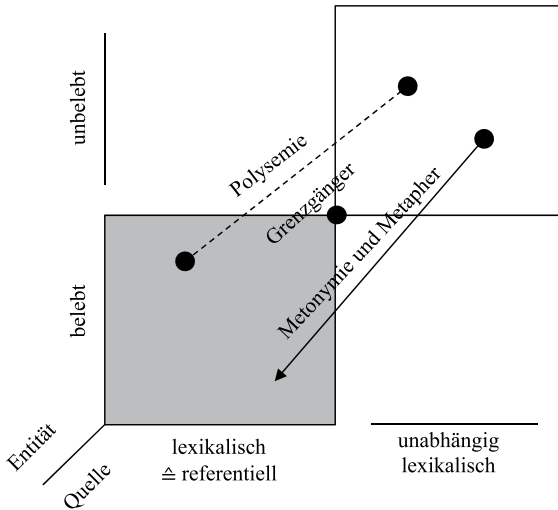 unbelebt
Polysemie
Grenzgänger
Metonymie und Metapher
belebt
Entität
Quelle
lexikalisch
≙ referentiell
unabhängig
lexikalisch